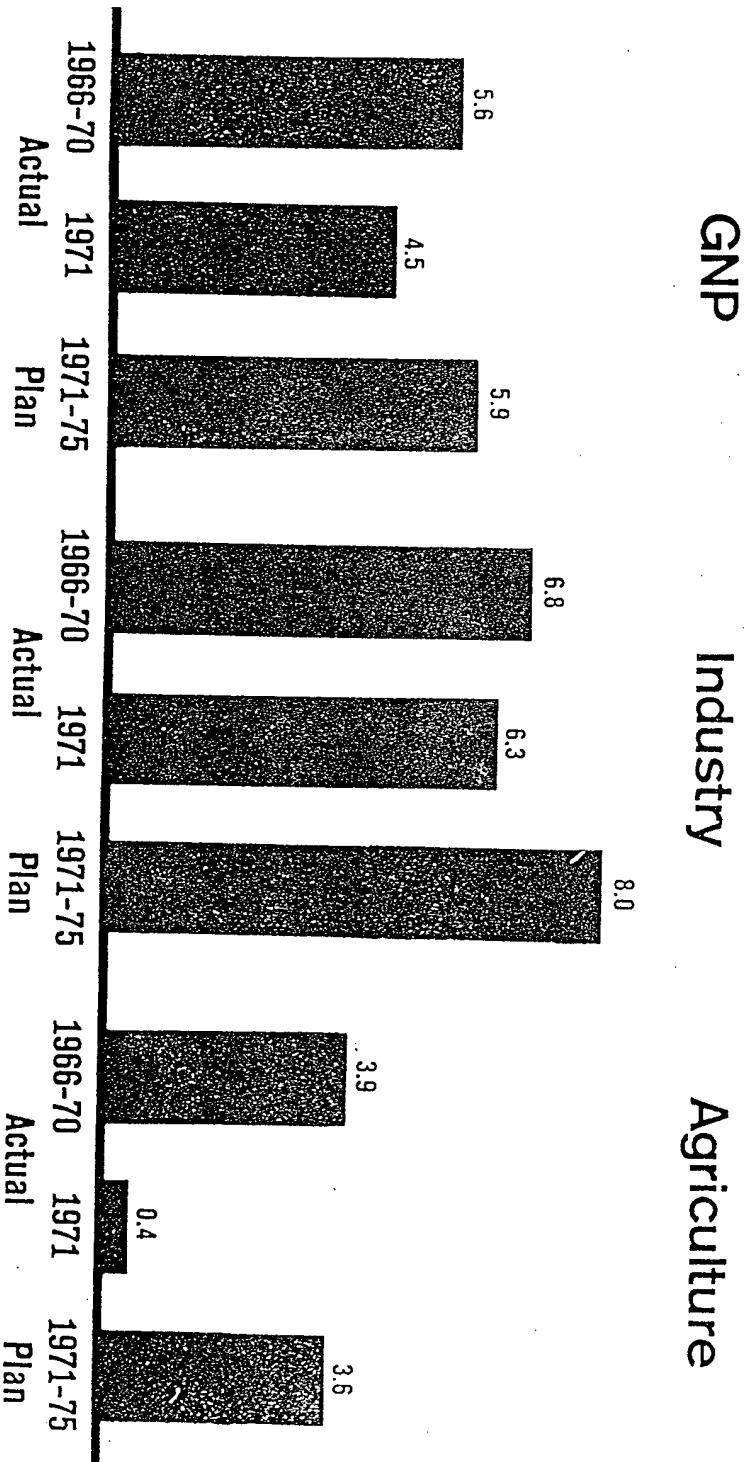 GNP
Industry
Agriculture
5.6
4.5
5.9
6.8
6.3
8.0
3.9
0.4
3.6
1966-70
1971
1971-75
1966-70
1971
1971-75
1966-70
1971
1971-75
Actual
Plan
Actual
Plan
Actual
Plan